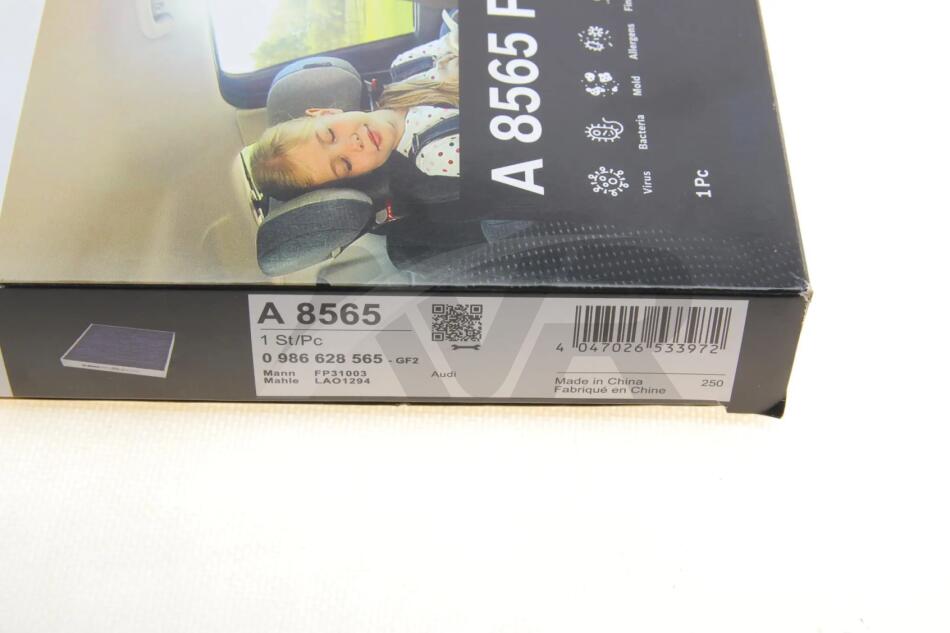 A 8565 F
Virus
Bacteria
Mold
Allergens
Fin
1 Pc
A 8565
1 St/Pc
0 986 628 565 - GF2
Mann FP31003
Mahle LAO1294
Audi
4 047026 533972
Made in China
Fabriqué en Chine
250